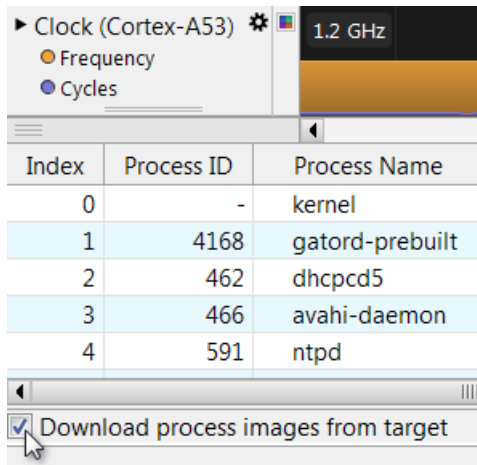 Clock (Cortex-A53)
1.2 GHz
Frequency
Cycles
Index Process ID Process Name
0 - kernel
1 4168 gatord-prebuilt
2 462 dhcpcd5
3 466 avahi-daemon
4 591 ntpd
Download process images from target